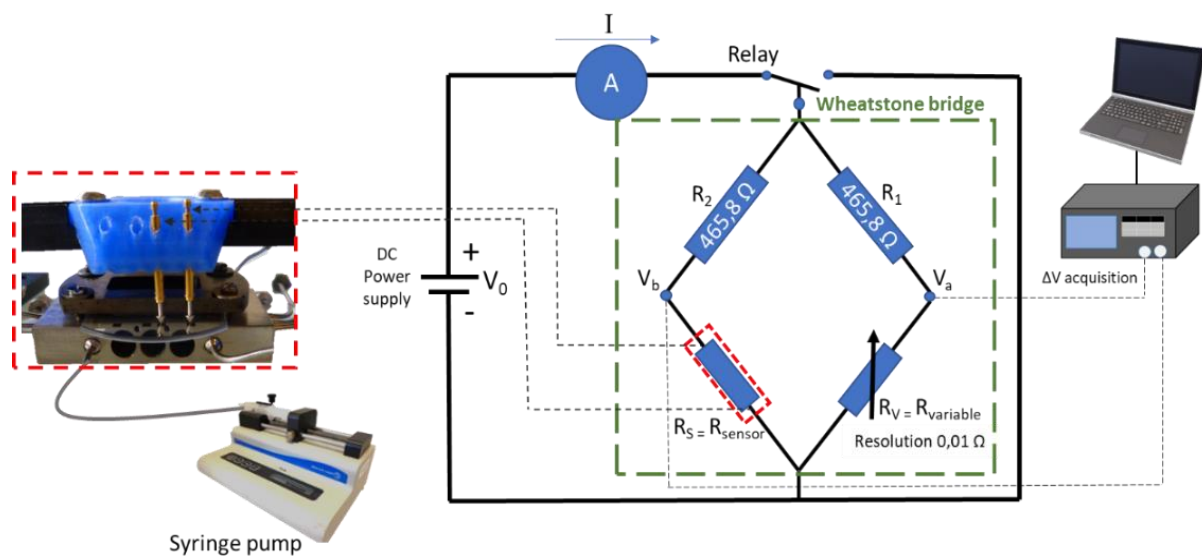 I
A
Relay
Wheatstone bridge
R2
465,8 Ω
465,8 Ω
R1
DC
Power
supply
+
V0
-
Vb
Va
ΔV acquisition
RS = Rsensor
RV = Rvariable
Resolution 0,01 Ω
Syringe pump